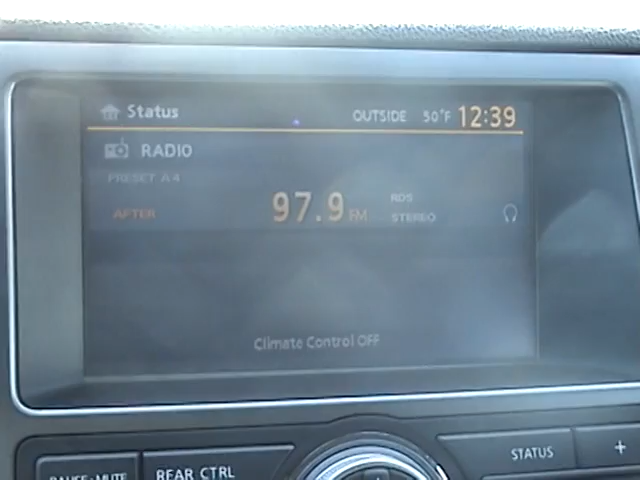 Status OUTSIDE 50°F 12:39
RADIO
PRESET A4
AFTER 97.9 FM RDS STEREO
Climate Control OFF
PAUSE·MUTE REAR CTRL STATUS +